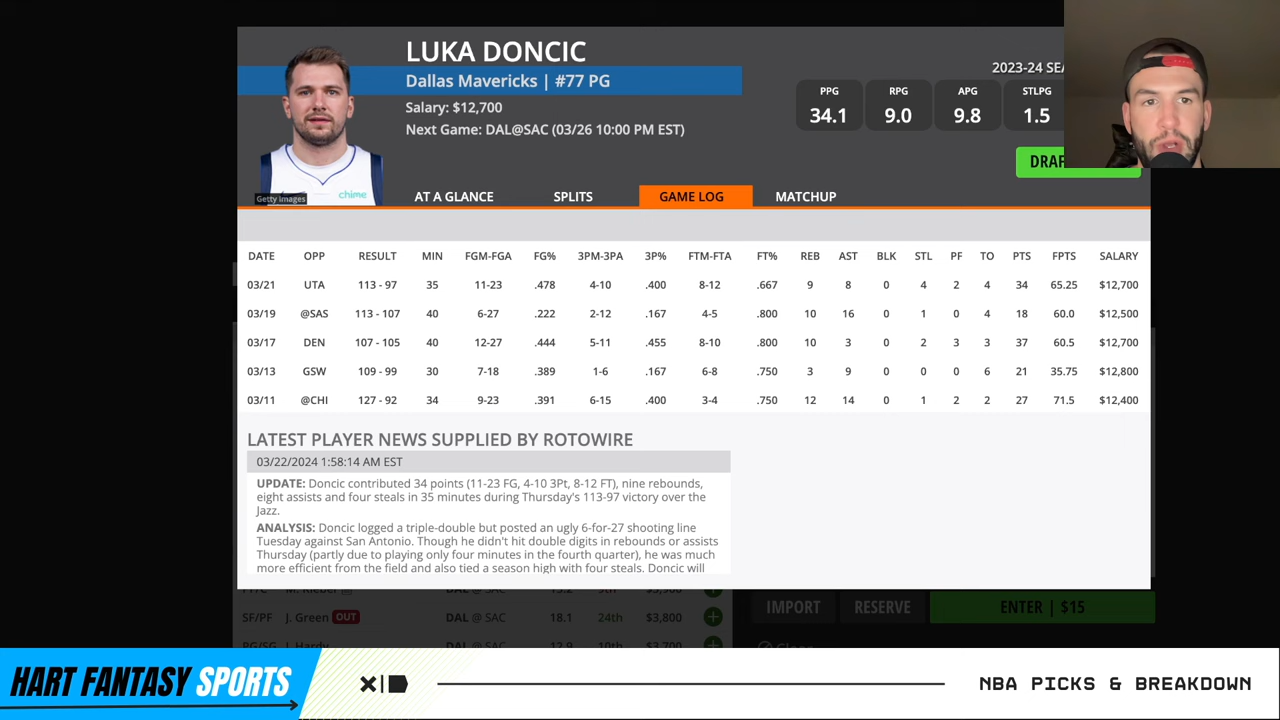 LUKA DONCIC
Dallas Mavericks | #77 PG
Salary: $12,700
Next Game: DAL@SAC (03/26 10:00 PM EST)
2023-24 SEA
PPG RPG APG STLPG
34.1 9.0 9.8 1.5
DRAF
Getty Images
chime
AT A GLANCE SPLITS GAME LOG MATCHUP
DATE OPP RESULT MIN FGM-FGA FG% 3PM-3PA 3P% FTM-FTA FT% REB AST BLK STL PF TO PTS FPTS SALARY
03/21 UTA 113 - 97 35 11-23 .478 4-10 .400 8-12 .667 9 8 0 4 2 4 34 65.25 $12,700
03/19 @SAS 113 - 107 40 6-27 .222 2-12 .167 4-5 .800 10 16 0 1 0 4 18 60.0 $12,500
03/17 DEN 107 - 105 40 12-27 .444 5-11 .455 8-10 .800 10 3 0 2 3 3 37 60.5 $12,700
03/13 GSW 109 - 99 30 7-18 .389 1-6 .167 6-8 .750 3 9 0 0 0 6 21 35.75 $12,800
03/11 @CHI 127 - 92 34 9-23 .391 6-15 .400 3-4 .750 12 14 0 1 2 2 27 71.5 $12,400
LATEST PLAYER NEWS SUPPLIED BY ROTOWIRE
03/22/2024 1:58:14 AM EST
UPDATE: Doncic contributed 34 points (11-23 FG, 4-10 3Pt, 8-12 FT), nine rebounds,
eight assists and four steals in 35 minutes during Thursday's 113-97 victory over the
Jazz.
ANALYSIS: Doncic logged a triple-double but posted an ugly 6-for-27 shooting line
Tuesday against San Antonio. Though he didn't hit double digits in rebounds or assists
Thursday (partly due to playing only four minutes in the fourth quarter), he was much
more efficient from the field and also tied a season high with four steals. Doncic will
SF/PF J. Green OUT DAL @ SAC 18.1 24th $3,800
IMPORT RESERVE ENTER | $15
PG/SG J. Hardy DAL @ SAC 12.9 10th $3,700
Clear
HART FANTASY SPORTS
NBA PICKS & BREAKDOWN